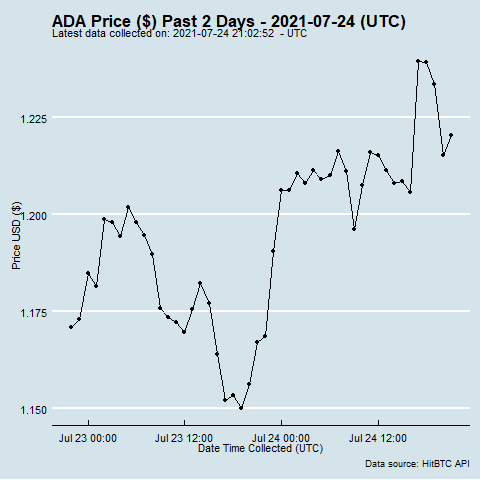 ADA Price ($) Past 2 Days - 2021-07-24 (UTC)
Latest data collected on: 2021-07-24 21:02:52  - UTC
1.225
1.200
1.175
1.150
Price USD ($)
Jul 23 00:00 Jul 23 12:00 Jul 24 00:00 Jul 24 12:00
Date Time Collected (UTC)
Data source: HitBTC API